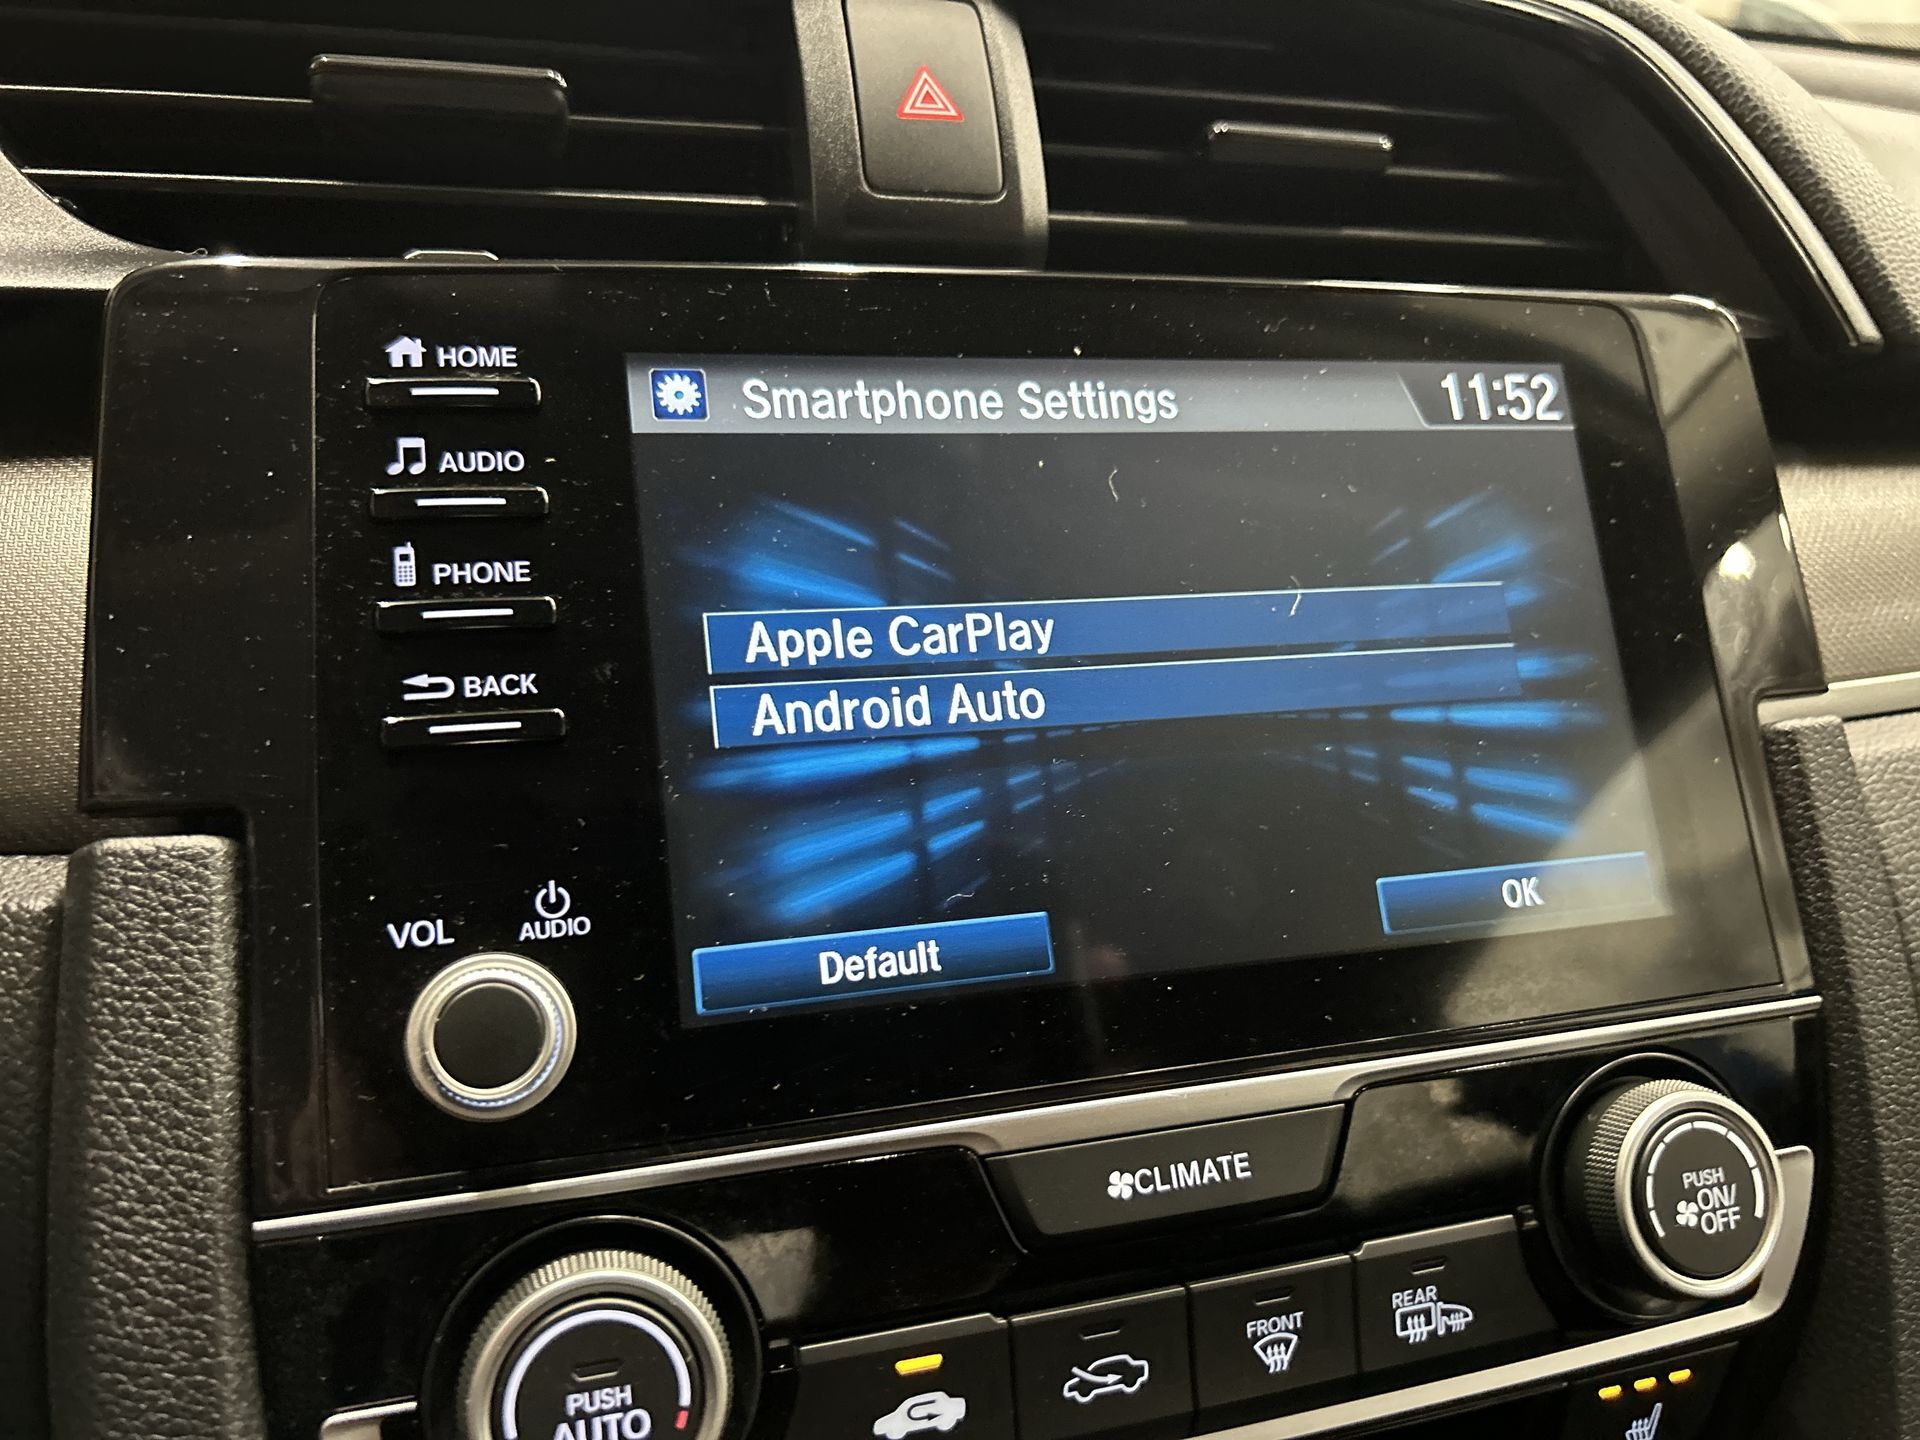 HOME
AUDIO
PHONE
BACK
VOL
AUDIO
Smartphone Settings
11:52
Apple CarPlay
Android Auto
Default
OK
CLIMATE
PUSH
ON/
OFF
PUSH
AUTO
FRONT
REAR